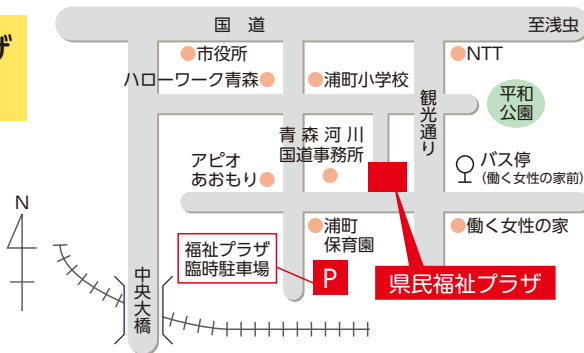 ザ
国道
至浅虫
市役所
NTT
ハローワーク青森
浦町小学校
平和
公園
観光通り
青森河川
国道事務所
アピオ
あおもり
バス停
(働く女性の家前)
N
浦町
保育園
働く女性の家
福祉プラザ
臨時駐車場
P
県民福祉プラザ
中央大橋